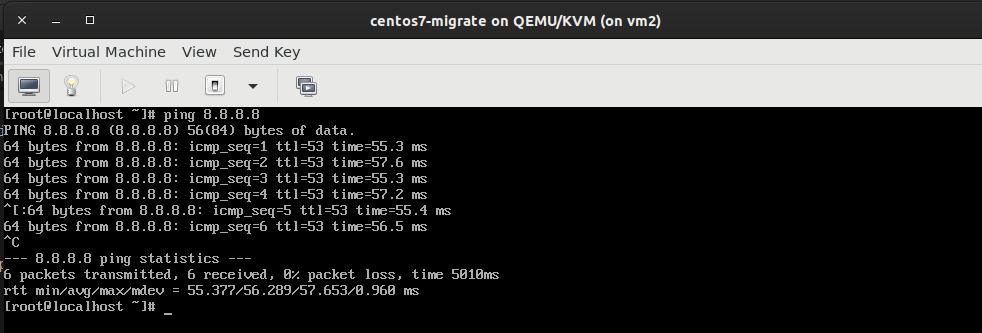 centos7-migrate on QEMU/KVM (on vm2)
File Virtual Machine View Send Key
[root@localhost ~]# ping 8.8.8.8
PING 8.8.8.8 (8.8.8.8) 56(84) bytes of data.
64 bytes from 8.8.8.8: icmp_seq=1 ttl=53 time=55.3 ms
64 bytes from 8.8.8.8: icmp_seq=2 ttl=53 time=57.6 ms
64 bytes from 8.8.8.8: icmp_seq=3 ttl=53 time=55.3 ms
64 bytes from 8.8.8.8: icmp_seq=4 ttl=53 time=57.2 ms
^[:64 bytes from 8.8.8.8: icmp_seq=5 ttl=53 time=55.4 ms
64 bytes from 8.8.8.8: icmp_seq=6 ttl=53 time=56.5 ms
^C
--- 8.8.8.8 ping statistics ---
6 packets transmitted, 6 received, 0% packet loss, time 5010ms
rtt min/avg/max/mdev = 55.377/56.289/57.653/0.960 ms
[root@localhost ~]# _